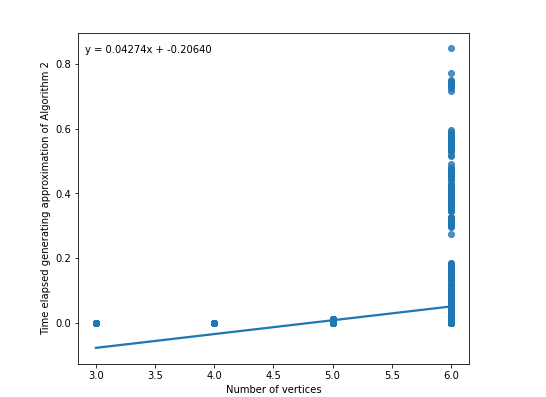 y = 0.04274x + -0.20640
Time elapsed generating approximation of Algorithm 2
0.8
0.6
0.4
0.2
0.0
3.0 3.5 4.0 4.5 5.0 5.5 6.0
Number of vertices